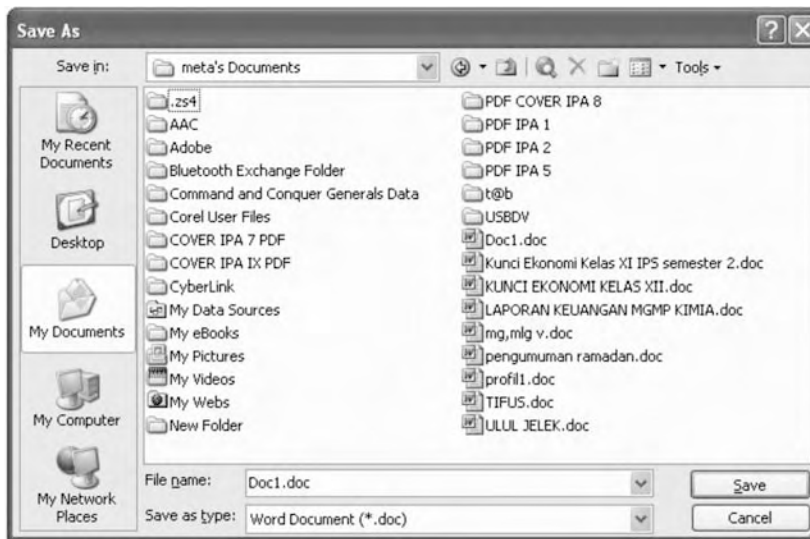 Save As
Save in:
meta's Documents
Tools
My Recent
Documents
Desktop
My Documents
My Computer
My Network
Places
.zs4
AAC
Adobe
Bluetooth Exchange Folder
Command and Conquer Generals Data
Corel User Files
COVER IPA 7 PDF
COVER IPA IX PDF
CyberLink
My Data Sources
My eBooks
My Pictures
My Videos
My Webs
New Folder
PDF COVER IPA 8
PDF IPA 1
PDF IPA 2
PDF IPA 5
t@b
USBDV
Doc1.doc
Kunci Ekonomi Kelas XI IPS semester 2.doc
KUNCI EKONOMI KELAS XII.doc
LAPORAN KEUANGAN MGMP KIMIA.doc
mg,mlg v.doc
pengumuman ramadan.doc
profil1.doc
TIFUS.doc
ULUL JELEK.doc
File name:
Doc1.doc
Save
Save as type:
Word Document (*.doc)
Cancel